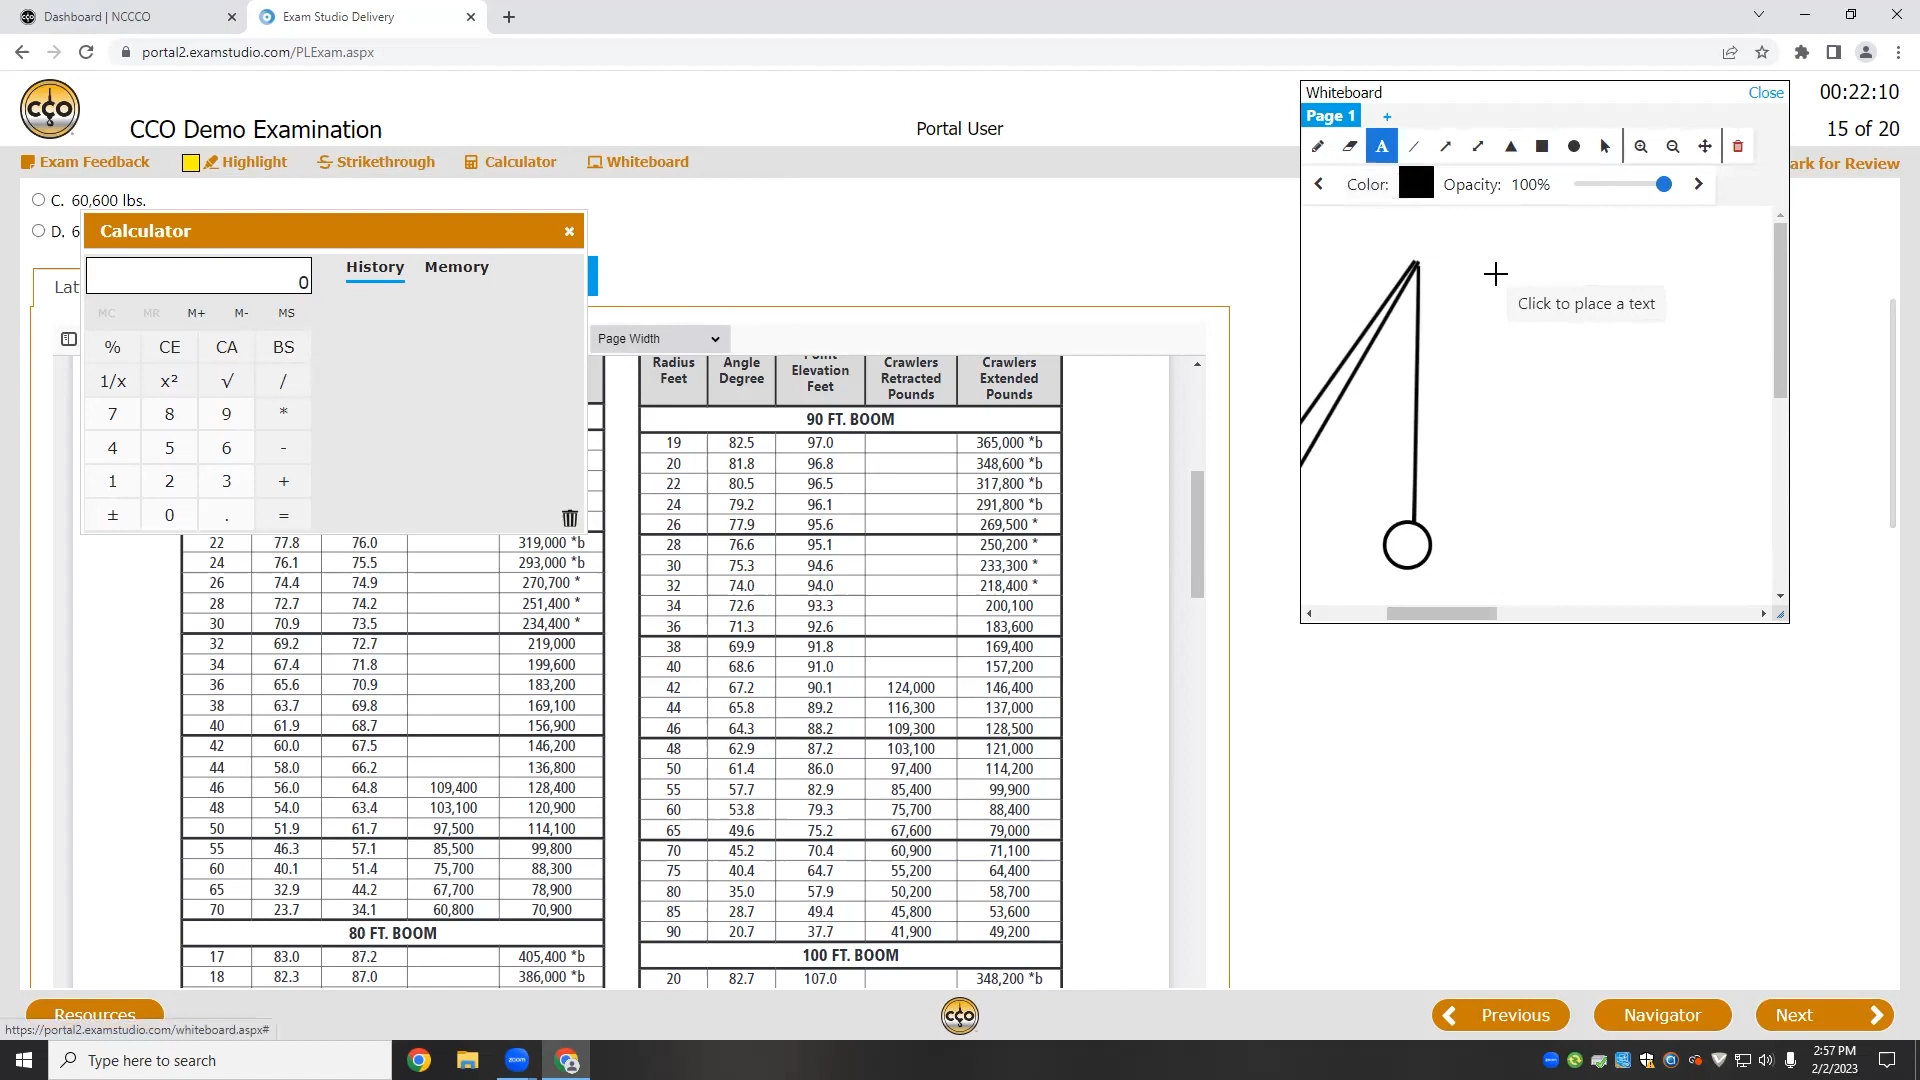 Dashboard | NCCCO
Exam Studio Delivery
portal2.examstudio.com/PLExam.aspx
CCO
CCO Demo Examination
Portal User
00:22:10
15 of 20
Exam Feedback
Highlight
Strikethrough
Calculator
Whiteboard
ark for Review
C. 60,600 lbs.
D. 6
Lat
Calculator
0
History Memory
MC MR M+ M- MS
% CE CA BS
1/x x² √ /
7 8 9 *
4 5 6 -
1 2 3 +
± 0 . =
Whiteboard
Close
Page 1 +
A
Color: Opacity: 100%
Click to place a text
Page Width
22 77.8 76.0 319,000 *b
24 76.1 75.5 293,000 *b
26 74.4 74.9 270,700 *
28 72.7 74.2 251,400 *
30 70.9 73.5 234,400 *
32 69.2 72.7 219,000
34 67.4 71.8 199,600
36 65.6 70.9 183,200
38 63.7 69.8 169,100
40 61.9 68.7 156,900
42 60.0 67.5 146,200
44 58.0 66.2 136,800
46 56.0 64.8 109,400 128,400
48 54.0 63.4 103,100 120,900
50 51.9 61.7 97,500 114,100
55 46.3 57.1 85,500 99,800
60 40.1 51.4 75,700 88,300
65 32.9 44.2 67,700 78,900
70 23.7 34.1 60,800 70,900
80 FT. BOOM
17 83.0 87.2 405,400 *b
18 82.3 87.0 386,000 *b
Radius Feet
Angle Degree
Point Elevation Feet
Crawlers Retracted Pounds
Crawlers Extended Pounds
90 FT. BOOM
19 82.5 97.0 365,000 *b
20 81.8 96.8 348,600 *b
22 80.5 96.5 317,800 *b
24 79.2 96.1 291,800 *b
26 77.9 95.6 269,500 *
28 76.6 95.1 250,200 *
30 75.3 94.6 233,300 *
32 74.0 94.0 218,400 *
34 72.6 93.3 200,100
36 71.3 92.6 183,600
38 69.9 91.8 169,400
40 68.6 91.0 157,200
42 67.2 90.1 124,000 146,400
44 65.8 89.2 116,300 137,000
46 64.3 88.2 109,300 128,500
48 62.9 87.2 103,100 121,000
50 61.4 86.0 97,400 114,200
55 57.7 82.9 85,400 99,900
60 53.8 79.3 75,700 88,400
65 49.6 75.2 67,600 79,000
70 45.2 70.4 60,900 71,100
75 40.4 64.7 55,200 64,400
80 35.0 57.9 50,200 58,700
85 28.7 49.4 45,800 53,600
90 20.7 37.7 41,900 49,200
100 FT. BOOM
20 82.7 107.0 348,200 *b
Resources
https://portal2.examstudio.com/whiteboard.aspx#
CCO
Previous
Navigator
Next
Type here to search
zoom
2:57 PM
2/2/2023